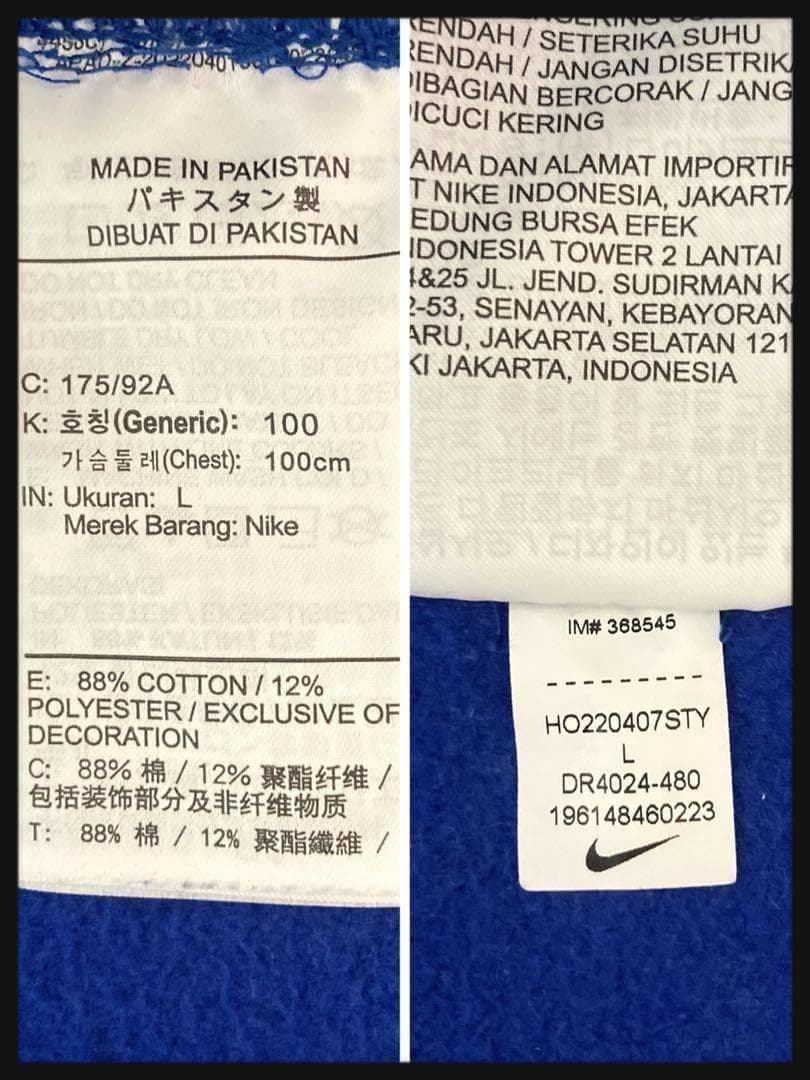 MADE IN PAKISTAN
パキスタン製
DIBUAT DI PAKISTAN
C: 175/92A
K: 호칭(Generic): 100
가슴둘레(Chest): 100cm
IN: Ukuran: L
Merek Barang: Nike
E: 88% COTTON / 12%
POLYESTER / EXCLUSIVE OF
DECORATION
C: 88% 棉 / 12% 聚酯纤维 /
包括装饰部分及非纤维物质
T: 88% 棉 / 12% 聚酯纖維 /
RENDAH / SETERIKA SUHU
RENDAH / JANGAN DISETRIKA
DIBAGIAN BERCORAK / JANG
DICUCI KERING
AMA DAN ALAMAT IMPORTIR
T NIKE INDONESIA, JAKARTA
EDUNG BURSA EFEK
NDONESIA TOWER 2 LANTAI
4&25 JL. JEND. SUDIRMAN K
2-53, SENAYAN, KEBAYORAN
ARU, JAKARTA SELATAN 121
KI JAKARTA, INDONESIA
IM# 368545
HO220407STY
L
DR4024-480
196148460223